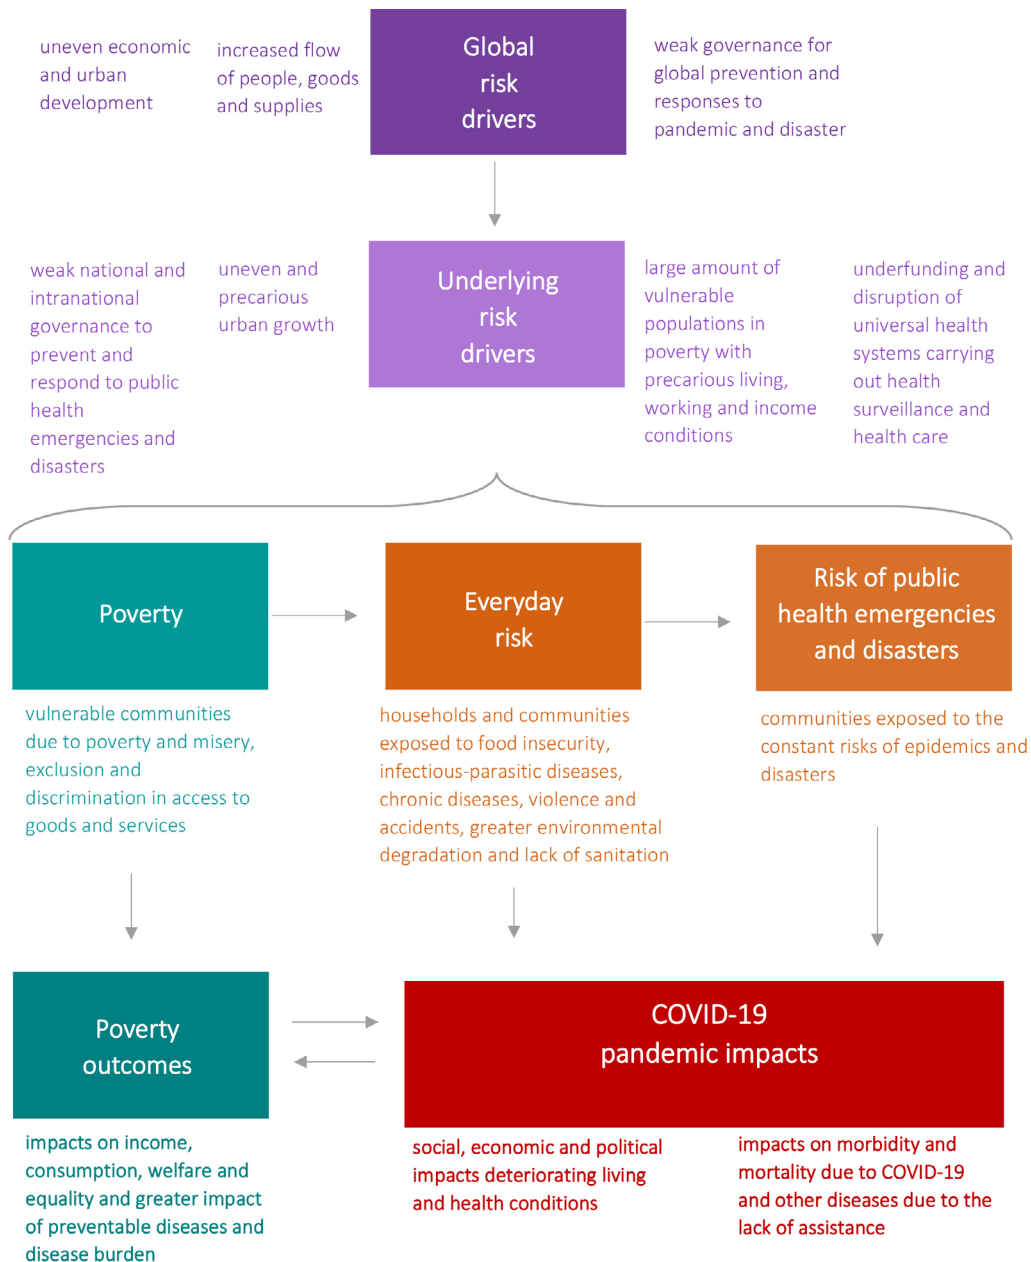 uneven economic
and urban
development
increased flow
of people, goods
and supplies
Global
risk
drivers
weak governance for
global prevention and
responses to
pandemic and disaster
weak national and
intranational
governance to
prevent and
respond to public
health
emergencies and
disasters
uneven and
precarious
urban growth
Underlying
risk
drivers
large amount of
vulnerable
populations in
poverty with
precarious living,
working and income
conditions
underfunding and
disruption of
universal health
systems carrying
out health
surveillance and
health care
Poverty
Everyday
risk
Risk of public
health emergencies
and disasters
vulnerable communities
due to poverty and misery,
exclusion and
discrimination in access to
goods and services
households and communities
exposed to food insecurity,
infectious-parasitic diseases,
chronic diseases, violence and
accidents, greater environmental
degradation and lack of sanitation
communities exposed to the
constant risks of epidemics and
disasters
Poverty
outcomes
COVID-19
pandemic impacts
impacts on income,
consumption, welfare and
equality and greater impact
of preventable diseases and
disease burden
social, economic and political
impacts deteriorating living
and health conditions
impacts on morbidity and
mortality due to COVID-19
and other diseases due to the
lack of assistance